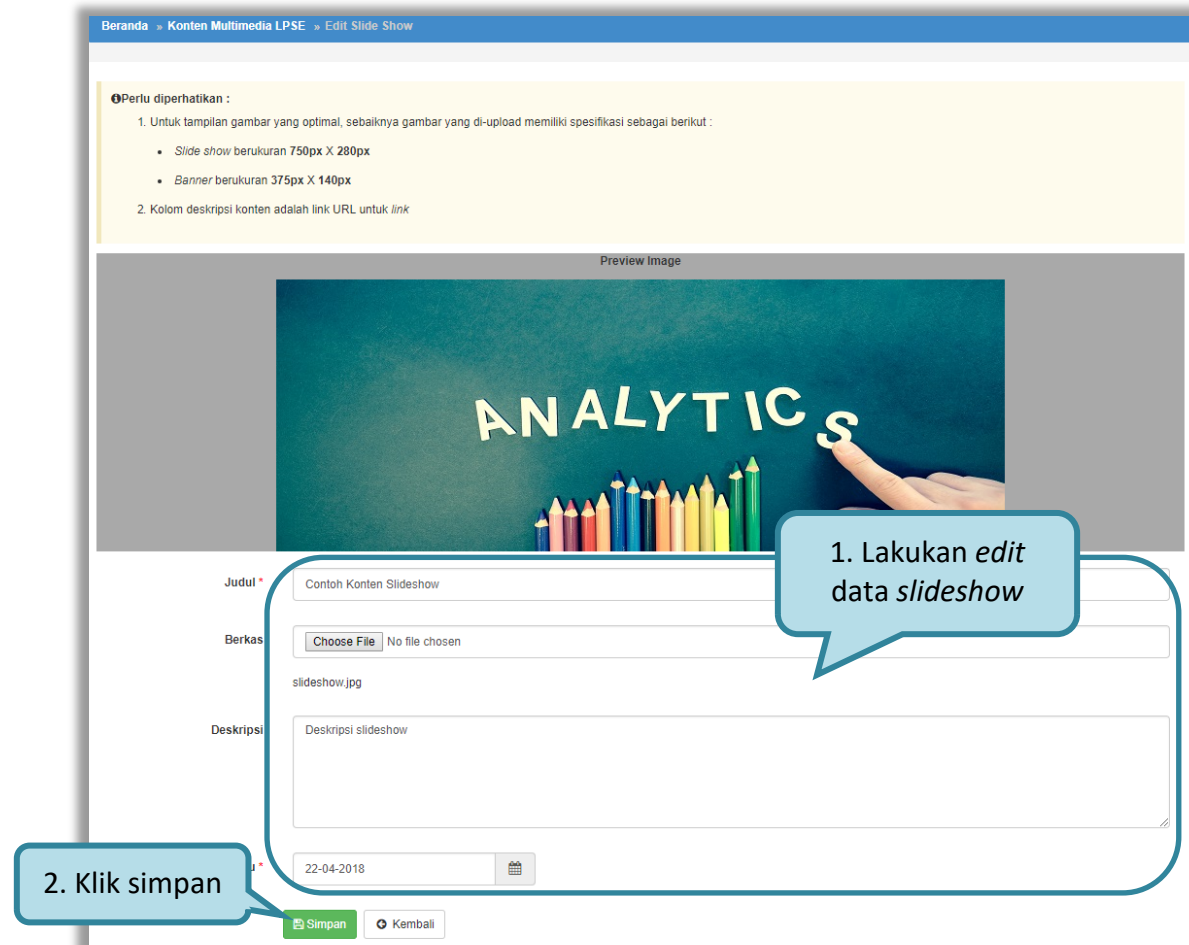 Beranda » Konten Multimedia LPSE » Edit Slide Show
Perlu diperhatikan :
1. Untuk tampilan gambar yang optimal, sebaiknya gambar yang di-upload memiliki spesifikasi sebagai berikut :
• Slide show berukuran 750px X 280px
• Banner berukuran 375px X 140px
2. Kolom deskripsi konten adalah link URL untuk link
Preview Image
ANALYTICS
1. Lakukan edit
data slideshow
Judul * Contoh Konten Slideshow
Berkas Choose File No file chosen
slideshow.jpg
Deskripsi Deskripsi slideshow
2. Klik simpan
22-04-2018
Simpan Kembali